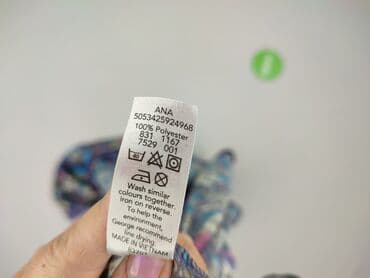 ANA
5053425924968
100% Polyester
831 1167
7529 001
40
Wash similar
colours together.
Iron on reverse.
To help the
environment,
George recommend
line drying.
MADE IN VIETNAM